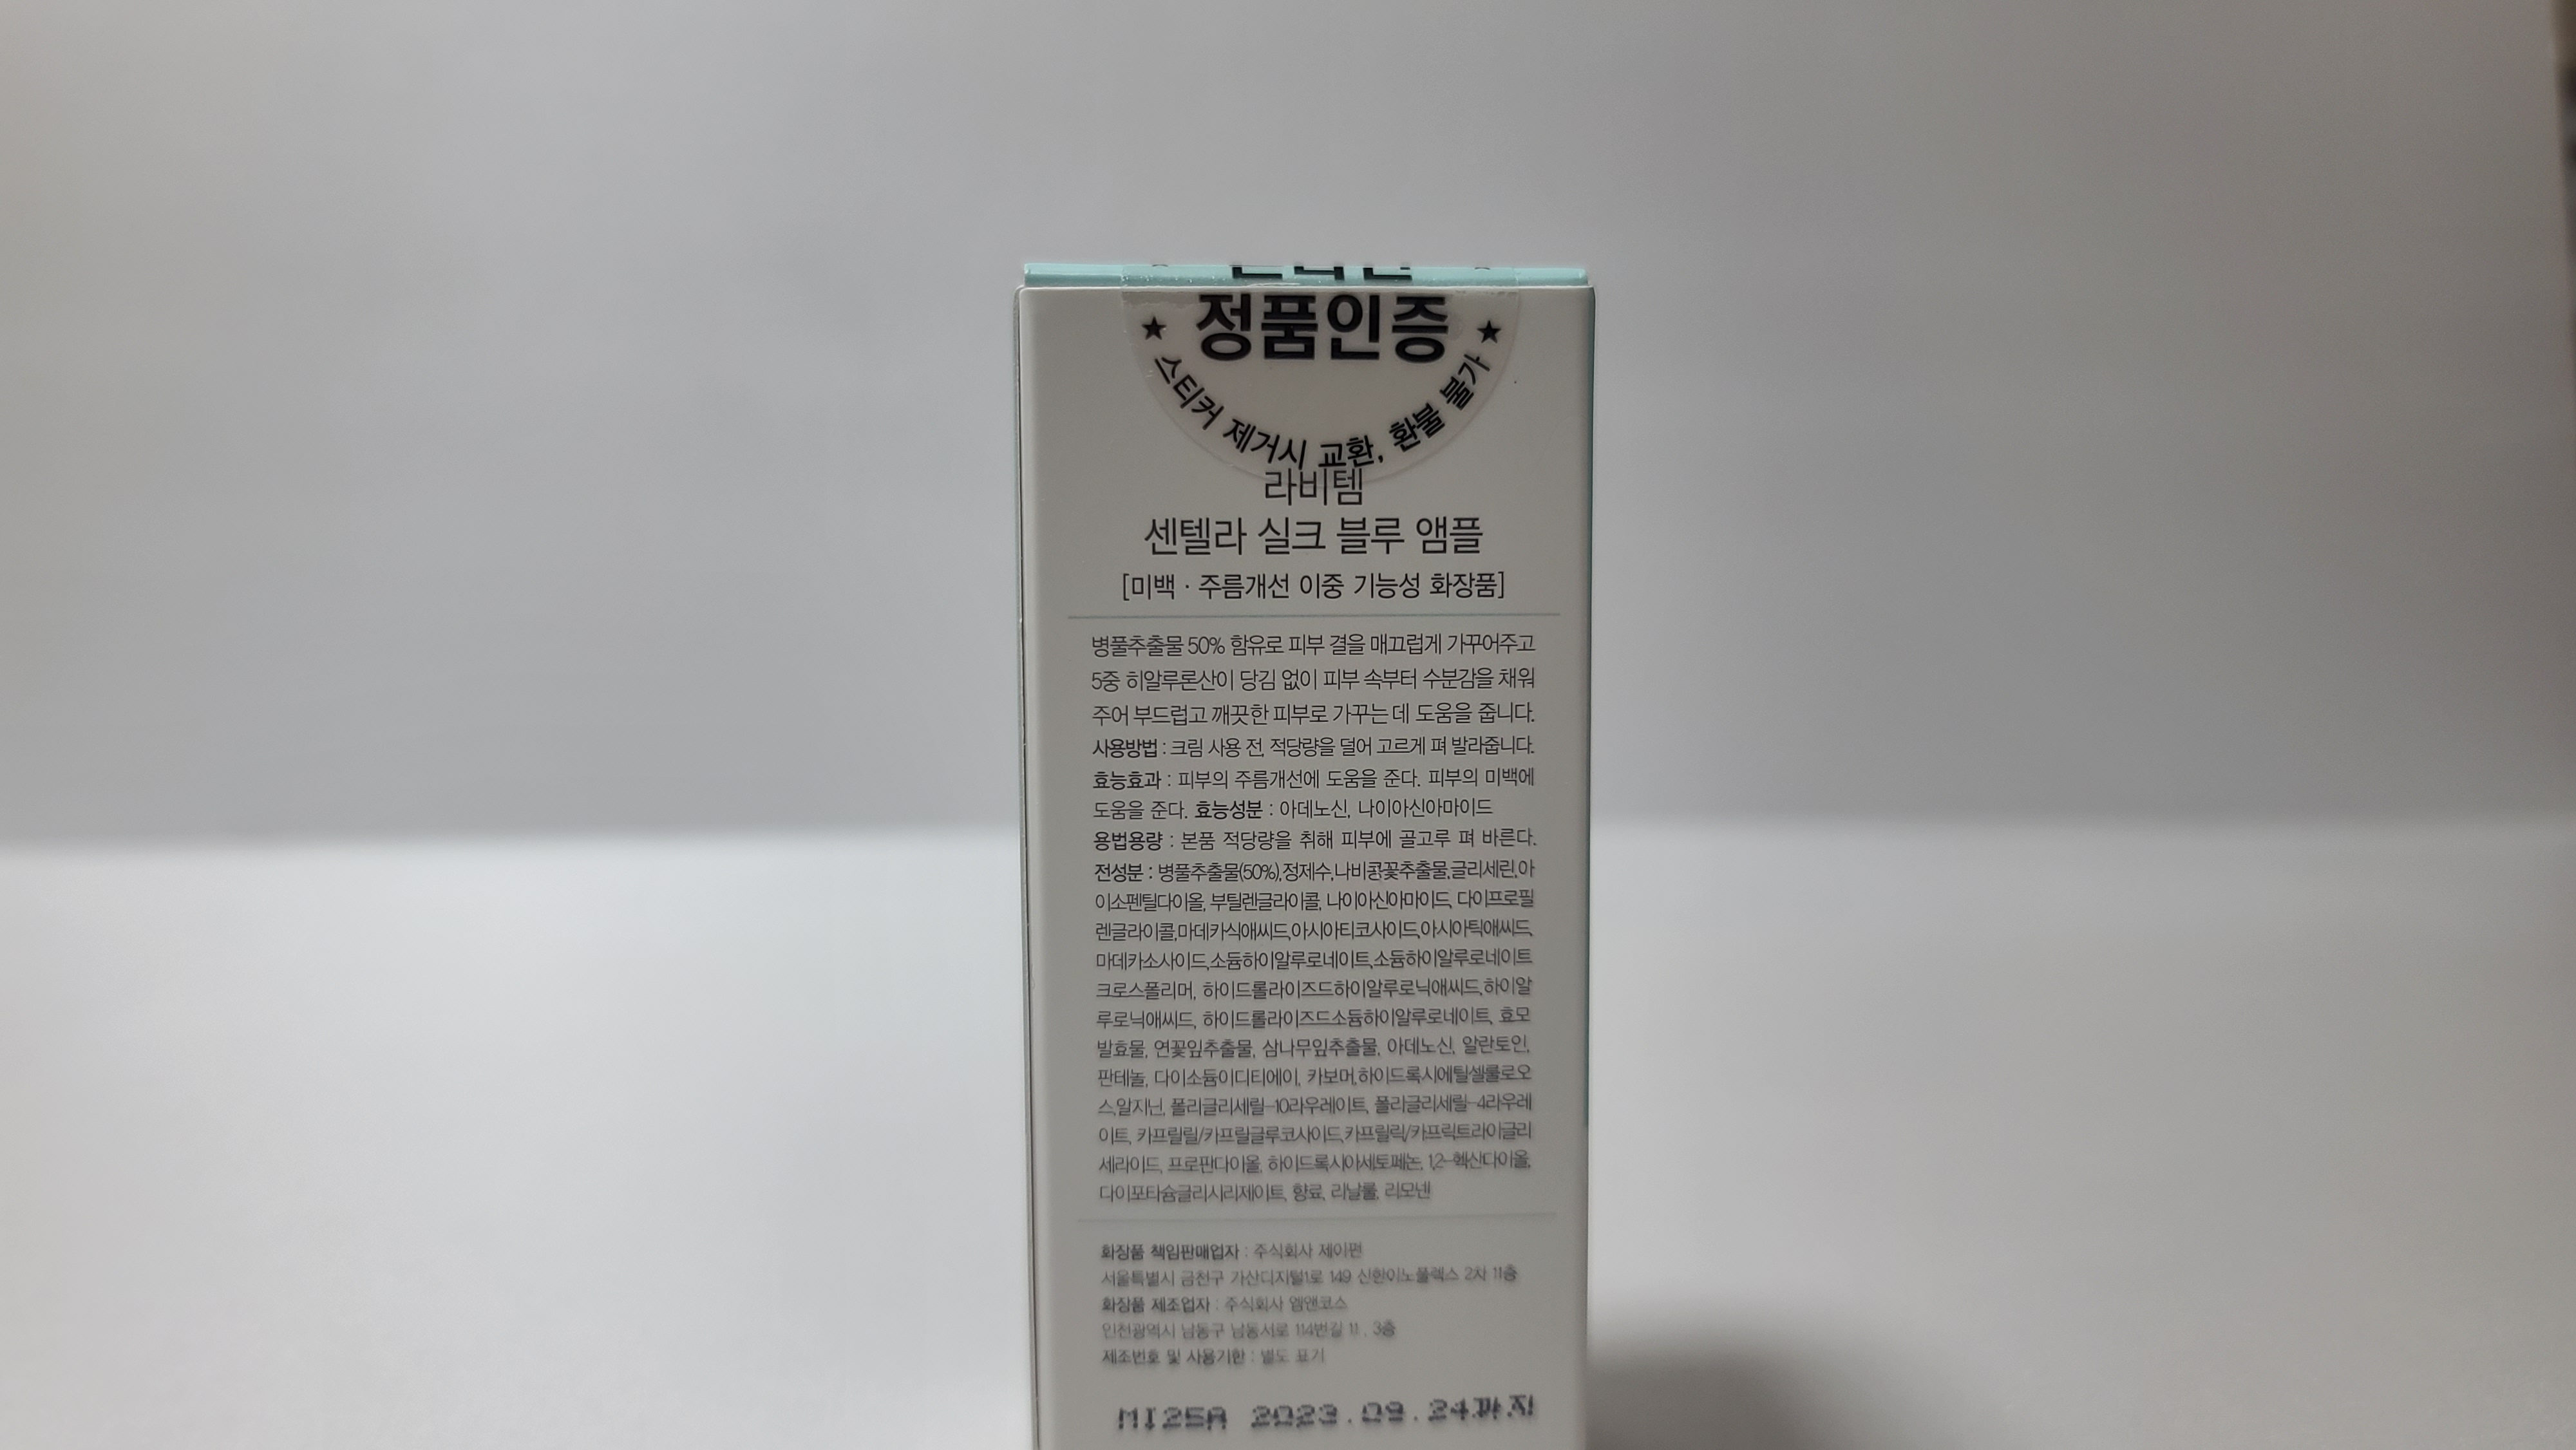 정품인증
★ 스티커 제거시 교환, 환불 불가 ★
라비템
센텔라 실크 블루 앰플
[미백 · 주름개선 이중 기능성 화장품]
병풀추출물 50% 함유로 피부 결을 매끄럽게 가꾸어주고
5중 히알루론산이 당김 없이 피부 속부터 수분감을 채워
주어 부드럽고 깨끗한 피부로 가꾸는 데 도움을 줍니다.
사용방법 : 크림 사용 전, 적당량을 덜어 고르게 펴 발라줍니다.
효능효과 : 피부의 주름개선에 도움을 준다. 피부의 미백에
도움을 준다. 효능성분 : 아데노신, 나이아신아마이드
용법용량 : 본품 적당량을 취해 피부에 골고루 펴 바른다.
전성분 : 병풀추출물(50%),정제수,나비콩꽃추출물,글리세린,아
이소펜틸다이올, 부틸렌글라이콜, 나이아신아마이드, 다이프로필
렌글라이콜,마데카식애씨드,아시아티코사이드,아시아틱애씨드,
마데카소사이드,소듐하이알루로네이트,소듐하이알루로네이트
크로스폴리머, 하이드롤라이즈드하이알루로닉애씨드,하이알
루로닉애씨드, 하이드롤라이즈드소듐하이알루로네이트, 효모
발효물, 연꽃잎추출물, 삼나무잎추출물, 아데노신, 알란토인,
판테놀, 다이소듐이디티에이, 카보머,하이드록시에틸셀룰로오
스,알지닌, 폴리글리세릴-10라우레이트, 폴리글리세릴-4라우레
이트, 카프릴릴/카프릴글루코사이드,카프릴릭/카프릭트라이글리
세라이드, 프로판다이올, 하이드록시아세토페논, 1,2-헥산다이올,
다이포타슘글리시리제이트, 향료, 리날룰, 리모넨
화장품 책임판매업자 : 주식회사 제이펀
서울특별시 금천구 가산디지털1로 149 신한이노플렉스 2차 11층
화장품 제조업자 : 주식회사 엠앤코스
인천광역시 남동구 남동서로 114번길 11, 3층
제조번호 및 사용기한 : 별도 표기
MI25A 2023.09.24까지